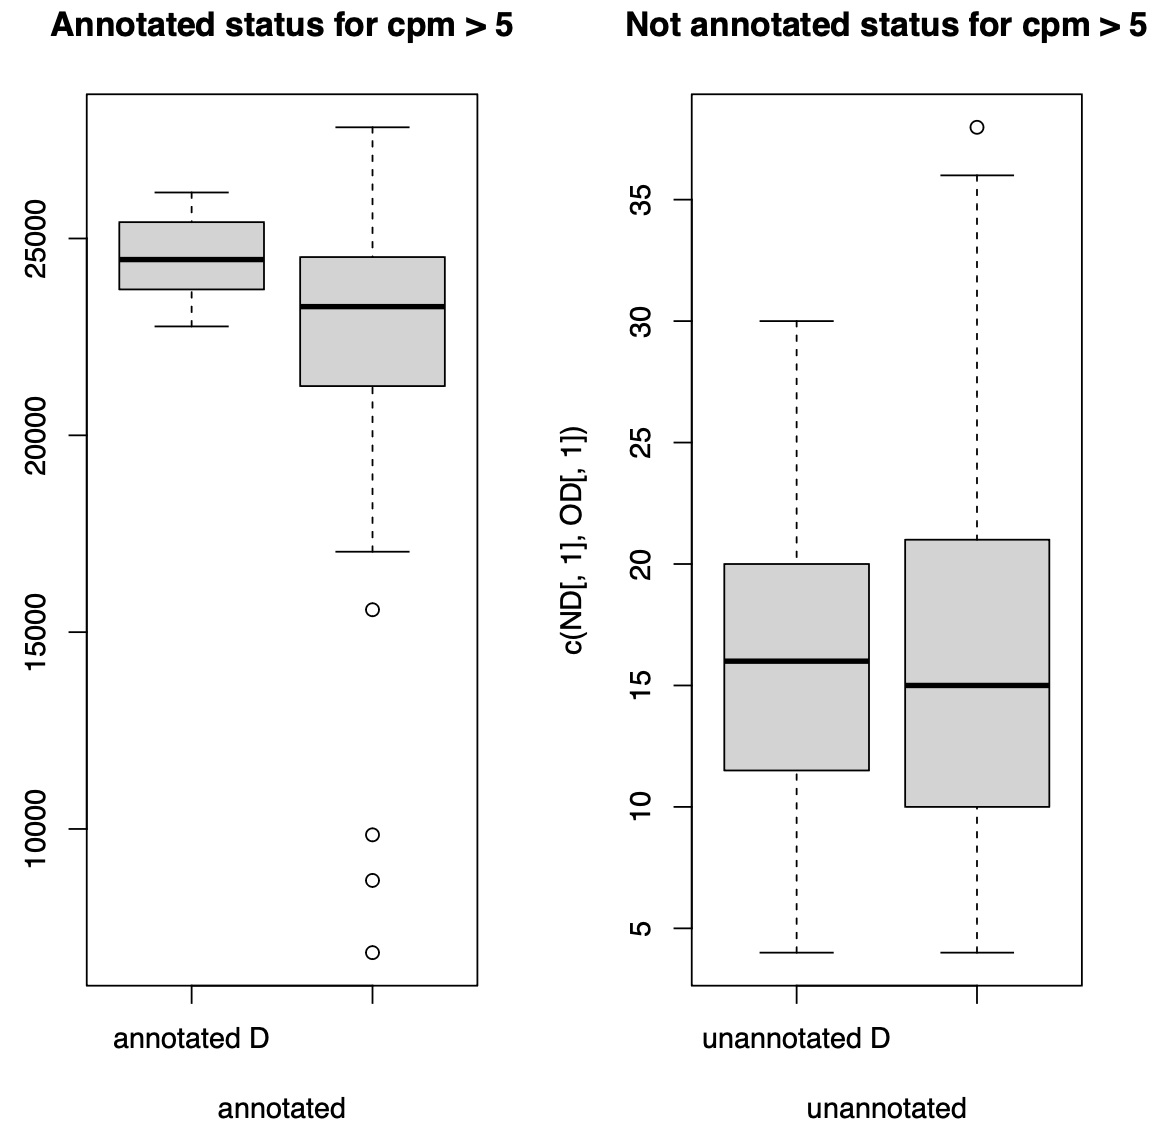 Annotated status for cpm > 5
25000
20000
15000
10000
annotated D
annotated
Not annotated status for cpm > 5
c(ND[, 1], OD[, 1])
35
30
25
20
15
10
5
unannotated D
unannotated